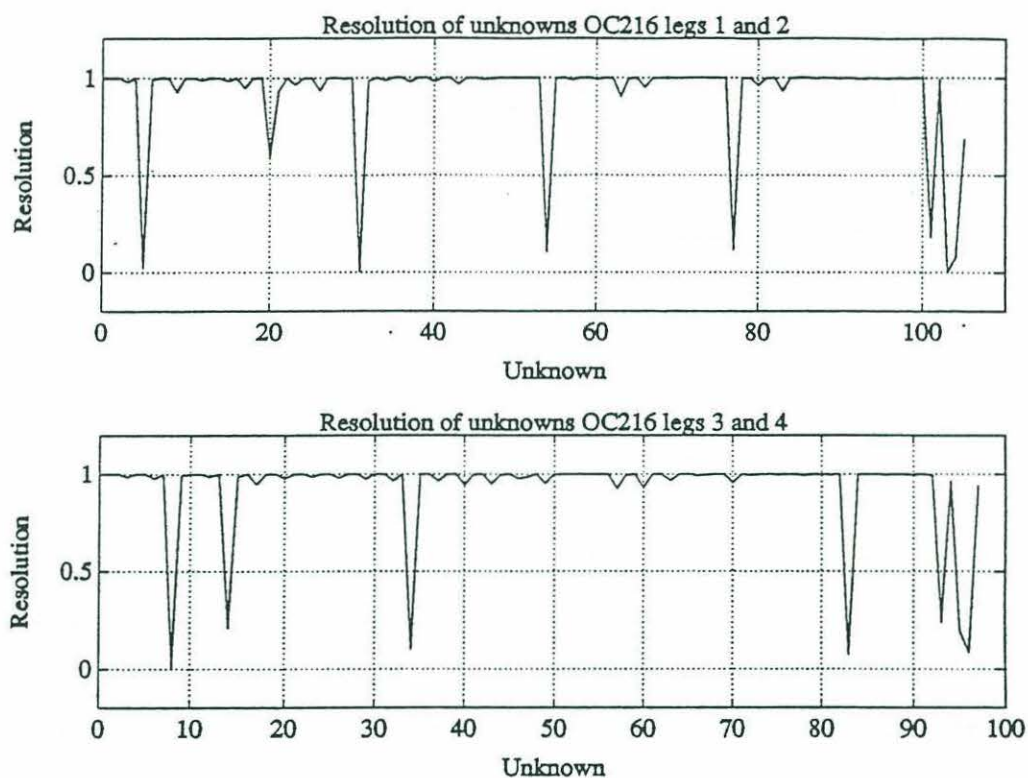 Resolution of unknowns OC216 legs 1 and 2
1
0.5
0
Resolution
0 20 40 60 80 100
Unknown
Resolution of unknowns OC216 legs 3 and 4
1
0.5
0
Resolution
0 10 20 30 40 50 60 70 80 90 100
Unknown